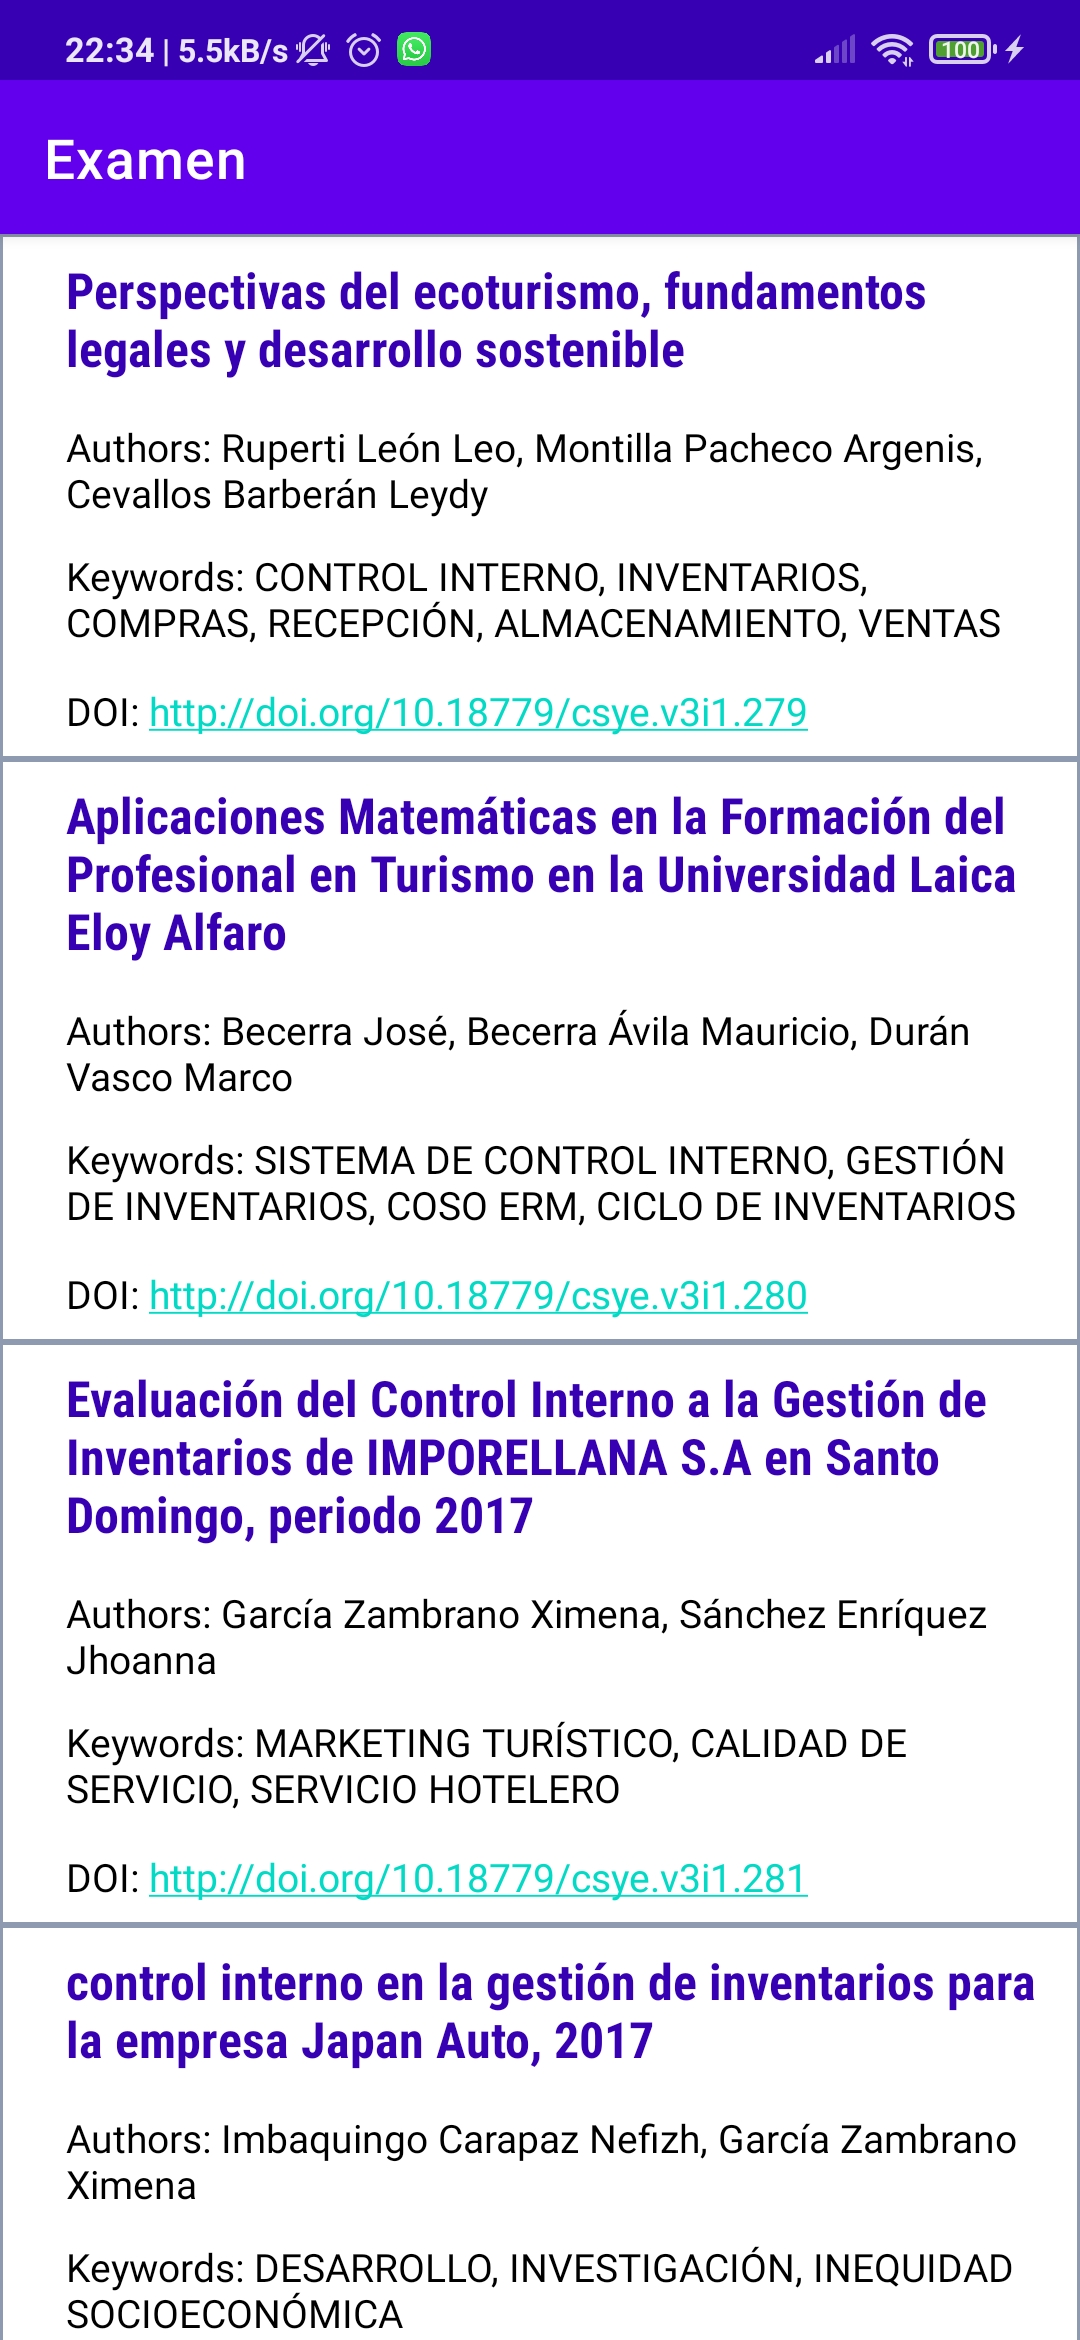 22:34 | 5.5kB/s
100
Examen
Perspectivas del ecoturismo, fundamentos
legales y desarrollo sostenible
Authors: Ruperti León Leo, Montilla Pacheco Argenis,
Cevallos Barberán Leydy
Keywords: CONTROL INTERNO, INVENTARIOS,
COMPRAS, RECEPCIÓN, ALMACENAMIENTO, VENTAS
DOI: http://doi.org/10.18779/csye.v3i1.279
Aplicaciones Matemáticas en la Formación del
Profesional en Turismo en la Universidad Laica
Eloy Alfaro
Authors: Becerra José, Becerra Ávila Mauricio, Durán
Vasco Marco
Keywords: SISTEMA DE CONTROL INTERNO, GESTIÓN
DE INVENTARIOS, COSO ERM, CICLO DE INVENTARIOS
DOI: http://doi.org/10.18779/csye.v3i1.280
Evaluación del Control Interno a la Gestión de
Inventarios de IMPORELLANA S.A en Santo
Domingo, periodo 2017
Authors: García Zambrano Ximena, Sánchez Enríquez
Jhoanna
Keywords: MARKETING TURÍSTICO, CALIDAD DE
SERVICIO, SERVICIO HOTELERO
DOI: http://doi.org/10.18779/csye.v3i1.281
control interno en la gestión de inventarios para
la empresa Japan Auto, 2017
Authors: Imbaquingo Carapaz Nefizh, García Zambrano
Ximena
Keywords: DESARROLLO, INVESTIGACIÓN, INEQUIDAD
SOCIOECONÓMICA